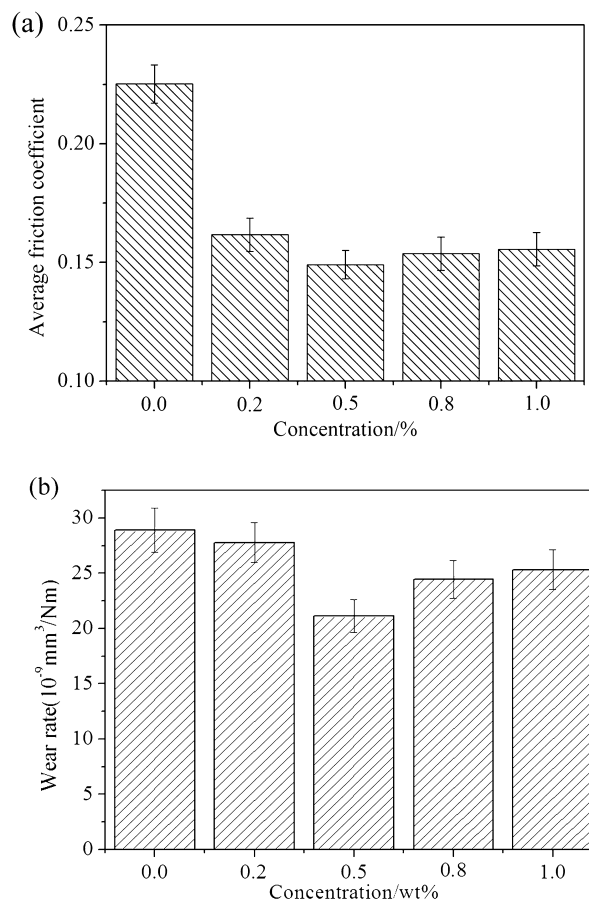 (a)
0.25
0.20
0.15
0.10
Average friction coefficient
0.0 0.2 0.5 0.8 1.0
Concentration/%
(b)
30
25
20
15
10
5
0
Wear rate(10⁻⁹ mm³/Nm)
0.0 0.2 0.5 0.8 1.0
Concentration/wt%